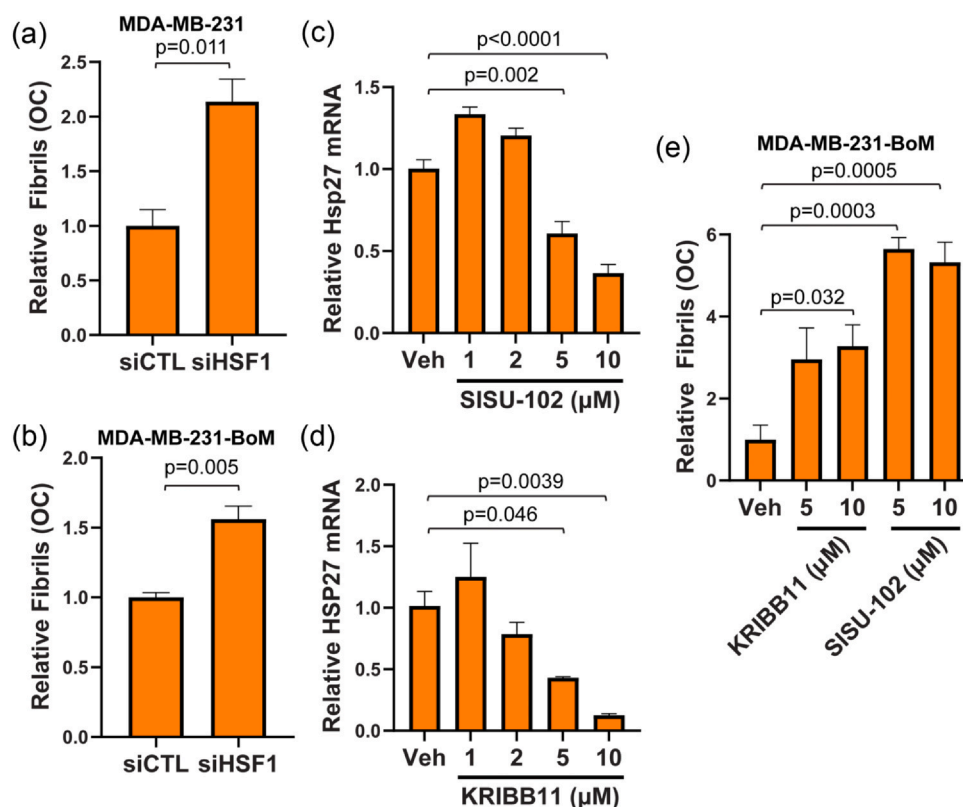 (a)
MDA-MB-231
p=0.011
Relative Fibrils (OC)
2.5
2.0
1.5
1.0
0.5
0.0
siCTL siHSF1
(b)
MDA-MB-231-BoM
p=0.005
Relative Fibrils (OC)
2.0
1.5
1.0
0.5
0.0
siCTL siHSF1
(c)
p<0.0001
p=0.002
Relative Hsp27 mRNA
1.5
1.0
0.5
0.0
Veh 1 2 5 10
SISU-102 (µM)
(d)
p=0.0039
p=0.046
Relative HSP27 mRNA
2.0
1.5
1.0
0.5
0.0
Veh 1 2 5 10
KRIBB11 (µM)
(e)
MDA-MB-231-BoM
p=0.0005
p=0.0003
p=0.032
Relative Fibrils (OC)
6
4
2
0
Veh 5 10 5 10
KRIBB11 (µM)
SISU-102 (µM)